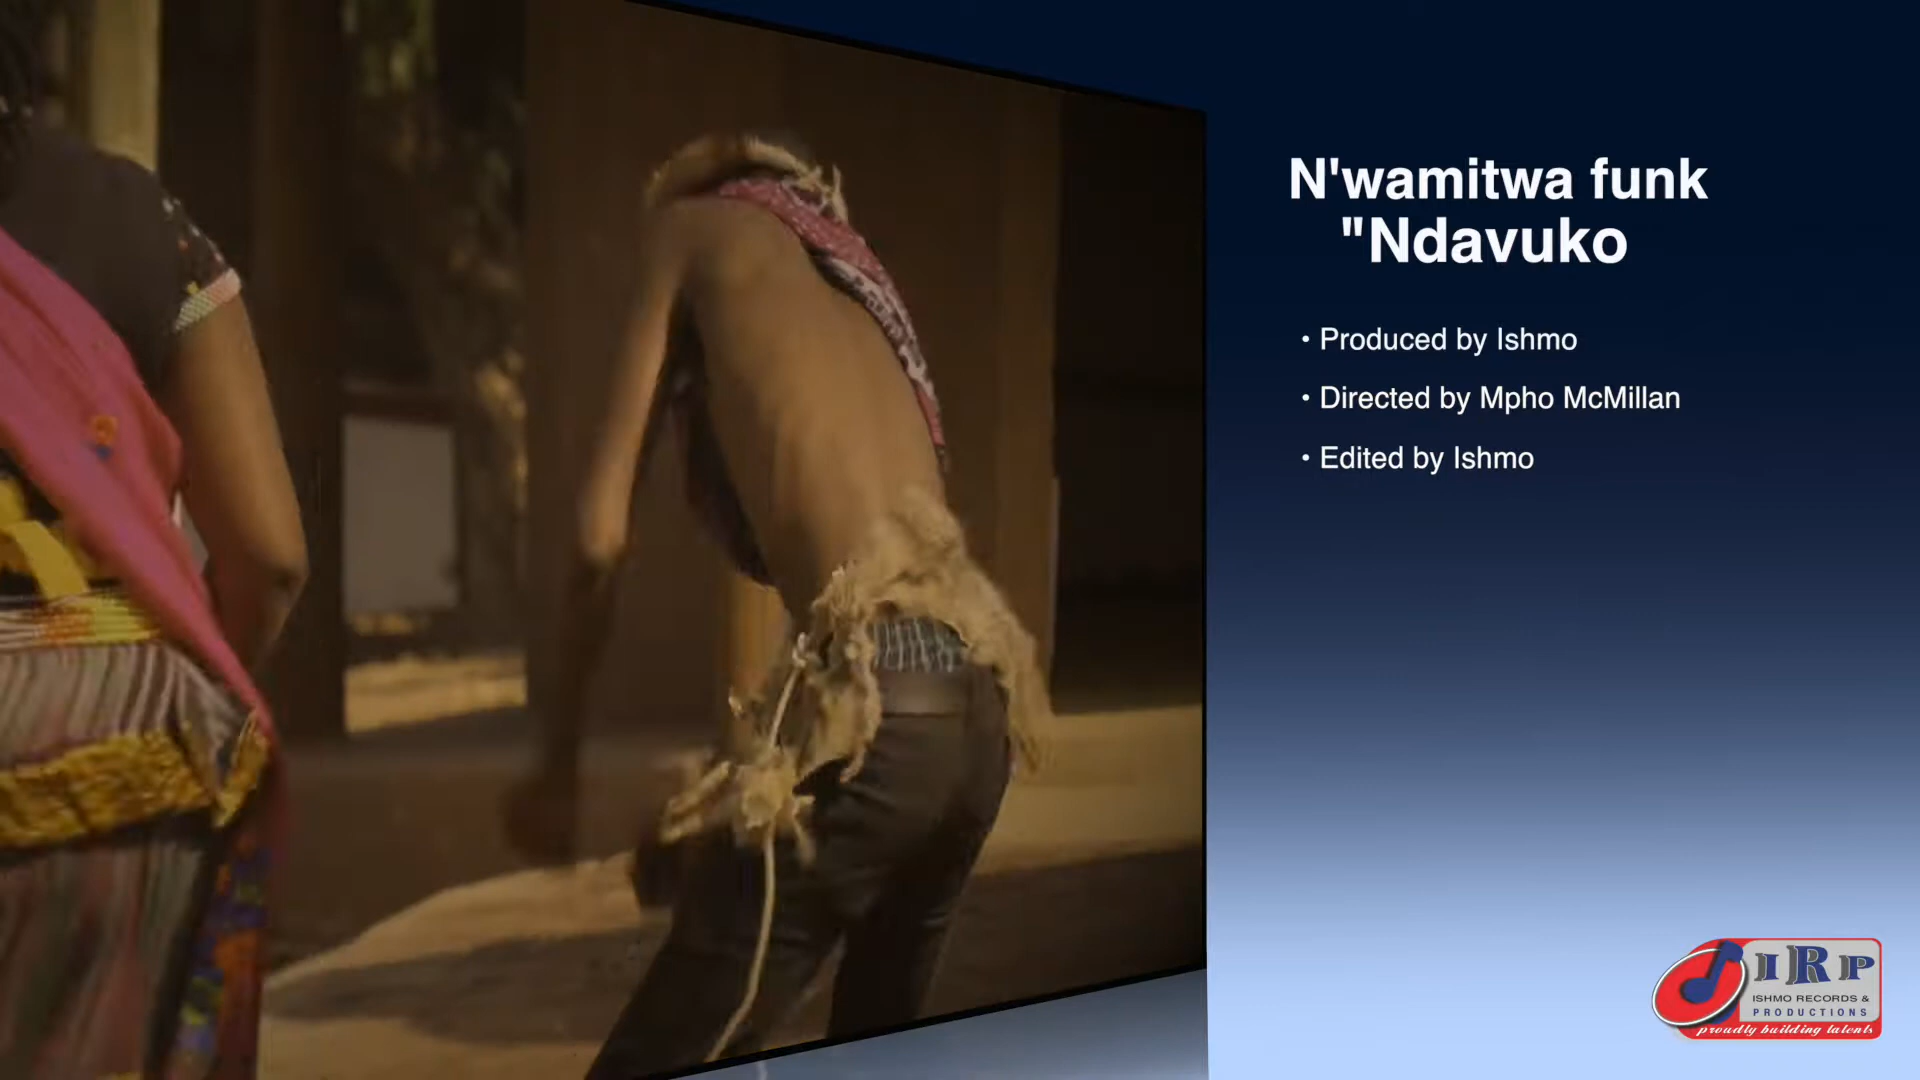 N'wamitwa funk
"Ndavuko
• Produced by Ishmo
• Directed by Mpho McMillan
• Edited by Ishmo
IRP
ISHMO RECORDS &
PRODUCTIONS
proudly building talents